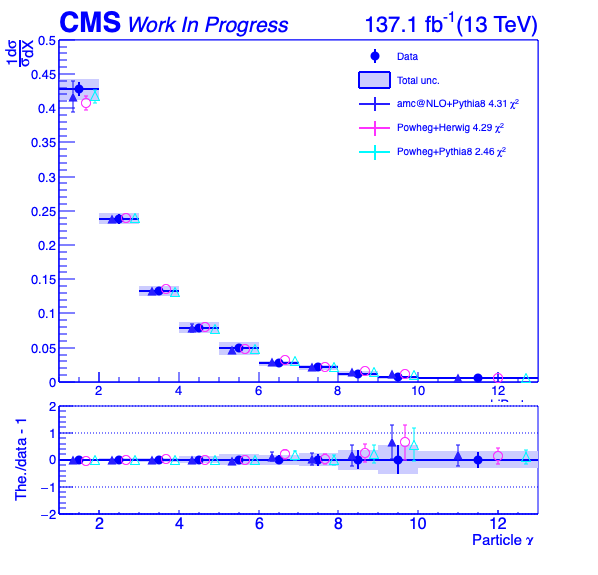 CMS Work In Progress 137.1 fb⁻¹(13 TeV)
1dσ
σdX
0.5
0.45
0.4
0.35
0.3
0.25
0.2
0.15
0.1
0.05
0
Data
Total unc.
amc@NLO+Pythia8 4.31 χ²
Powheg+Herwig 4.29 χ²
Powheg+Pythia8 2.46 χ²
2 4 6 8 10 12
The./data - 1
2
1
0
−1
−2
2 4 6 8 10 12
Particle γ